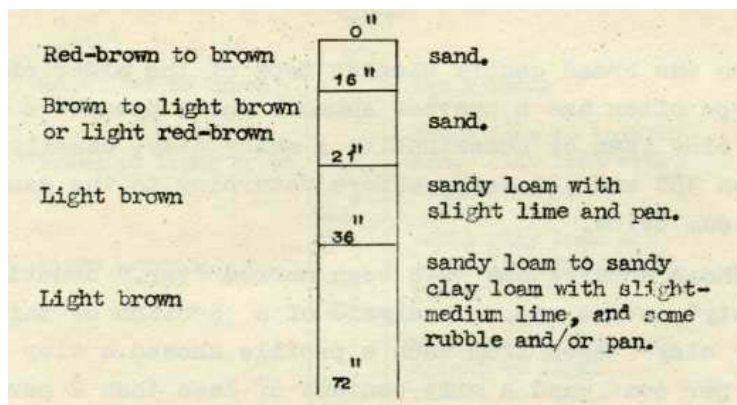 0"
Red-brown to brown sand.
16"
Brown to light brown
or light red-brown sand.
21"
Light brown sandy loam with
slight lime and pan.
36"
sandy loam to sandy
Light brown clay loam with slight-
medium lime, and some
rubble and/or pan.
72"